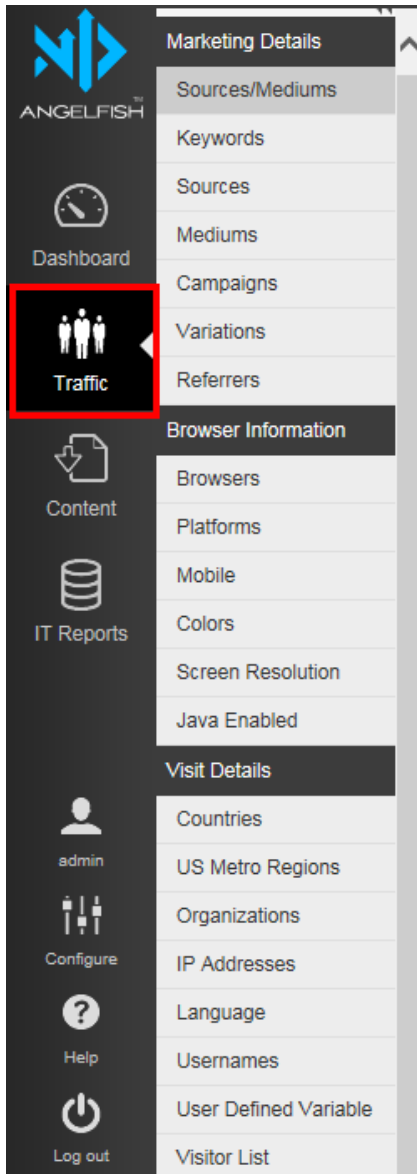 ANGELFISH™
Dashboard
Traffic
Content
IT Reports
admin
Configure
Help
Log out
Marketing Details
Sources/Mediums
Keywords
Sources
Mediums
Campaigns
Variations
Referrers
Browser Information
Browsers
Platforms
Mobile
Colors
Screen Resolution
Java Enabled
Visit Details
Countries
US Metro Regions
Organizations
IP Addresses
Language
Usernames
User Defined Variable
Visitor List